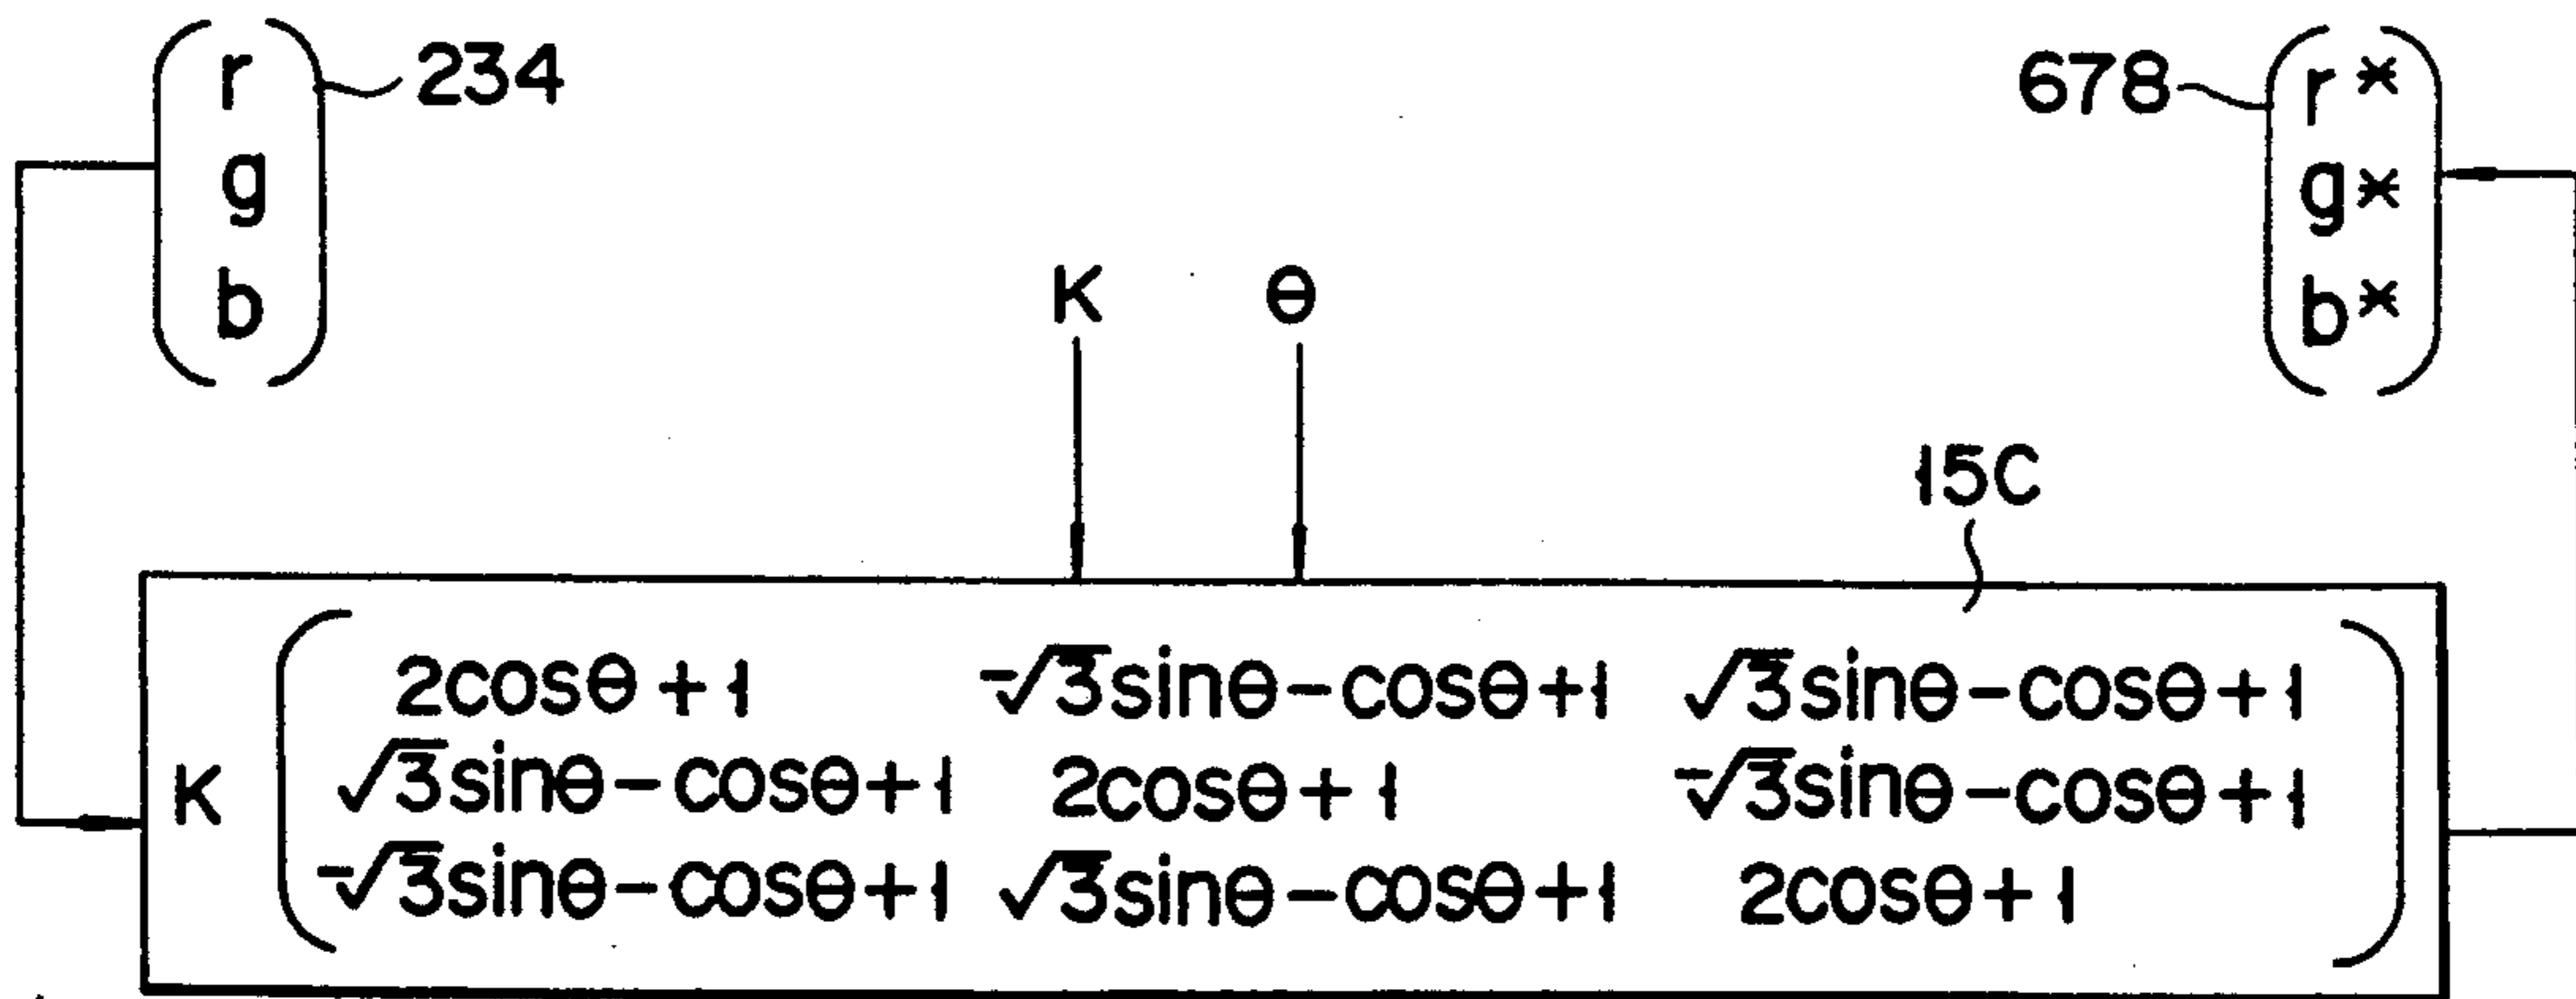 r 234 678 r*
g g*
b b*
K θ
15C
2cosθ+1 -√3sinθ-cosθ+1 √3sinθ-cosθ+1
K √3sinθ-cosθ+1 2cosθ+1 -√3sinθ-cosθ+1
-√3sinθ-cosθ+1 √3sinθ-cosθ+1 2cosθ+1